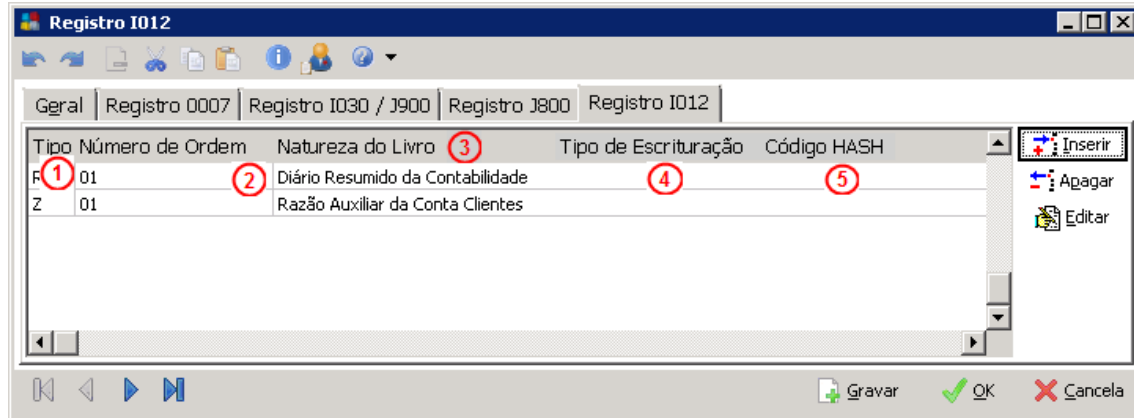 Registro I012
Geral Registro 0007 Registro I030 / J900 Registro J800 Registro I012
Tipo Número de Ordem Natureza do Livro 3 Tipo de Escrituração Código HASH
1 01 2 Diário Resumido da Contabilidade 4 5
Z 01 Razão Auxiliar da Conta Clientes
Inserir
Apagar
Editar
Gravar OK Cancela